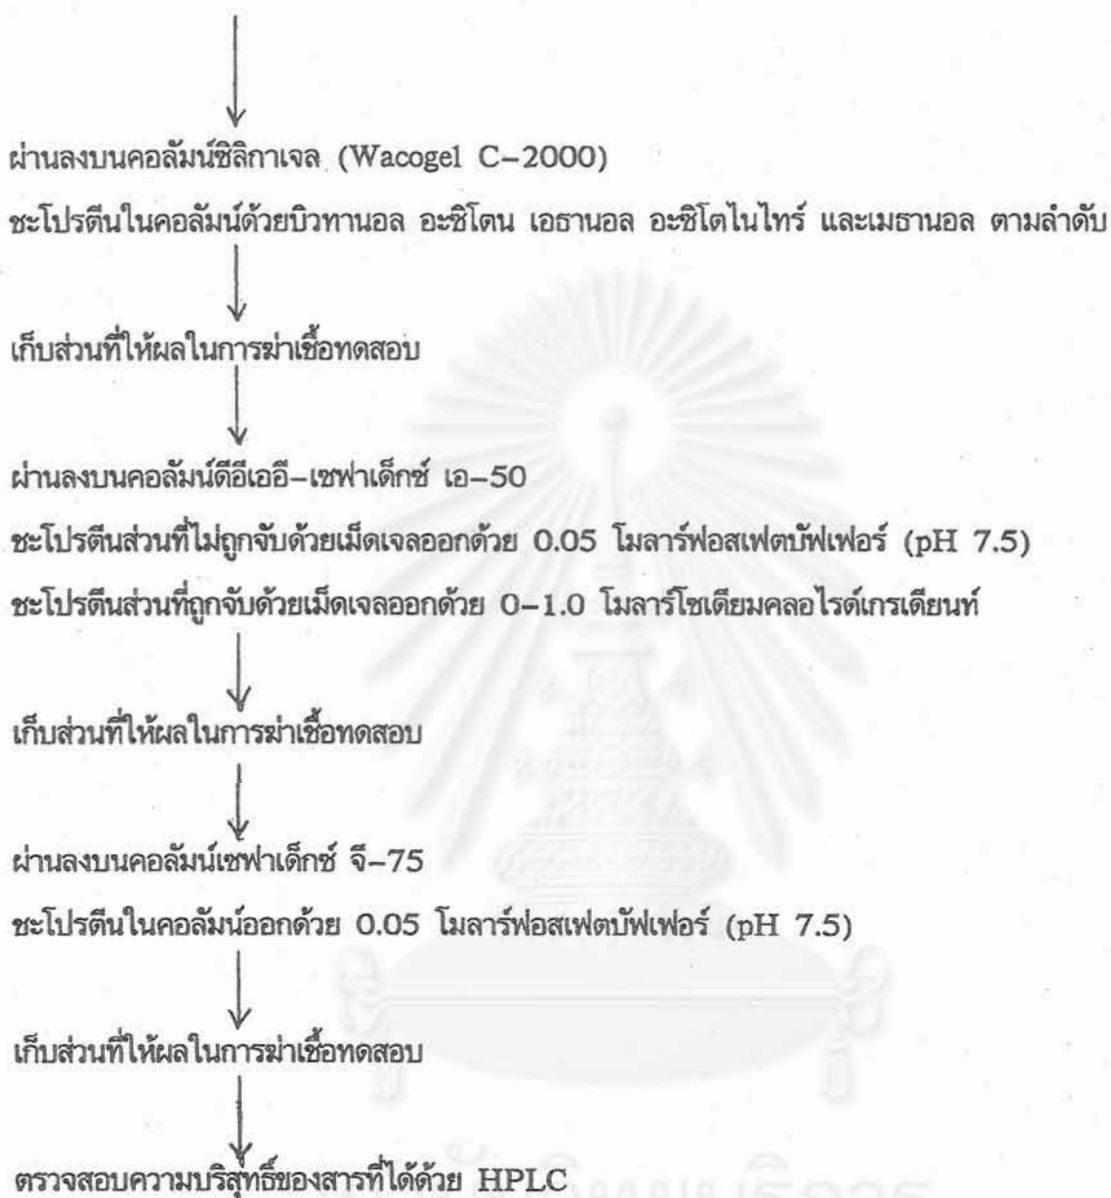 ผ่านลงบนคอลัมน์ซิลิกาเจล (Wacogel C-2000)
ชะโปรตีนในคอลัมน์ด้วยบิวทานอล อะซิโตน เอธานอล อะซิโตไนไทร์ และเมธานอล ตามลำดับ
เก็บส่วนที่ให้ผลในการฆ่าเชื้อทดสอบ
ผ่านลงบนคอลัมน์ดีอีเออี-เซฟาเด็กซ์ เอ-50
ชะโปรตีนส่วนที่ไม่ถูกจับด้วยเม็ดเจลออกด้วย 0.05 โมลาร์ฟอสเฟตบัฟเฟอร์ (pH 7.5)
ชะโปรตีนส่วนที่ถูกจับด้วยเม็ดเจลออกด้วย 0-1.0 โมลาร์โซเดียมคลอไรด์เกรเดียนท์
เก็บส่วนที่ให้ผลในการฆ่าเชื้อทดสอบ
ผ่านลงบนคอลัมน์เซฟาเด็กซ์ จี-75
ชะโปรตีนในคอลัมน์ออกด้วย 0.05 โมลาร์ฟอสเฟตบัฟเฟอร์ (pH 7.5)
เก็บส่วนที่ให้ผลในการฆ่าเชื้อทดสอบ
ตรวจสอบความบริสุทธิ์ของสารที่ได้ด้วย HPLC